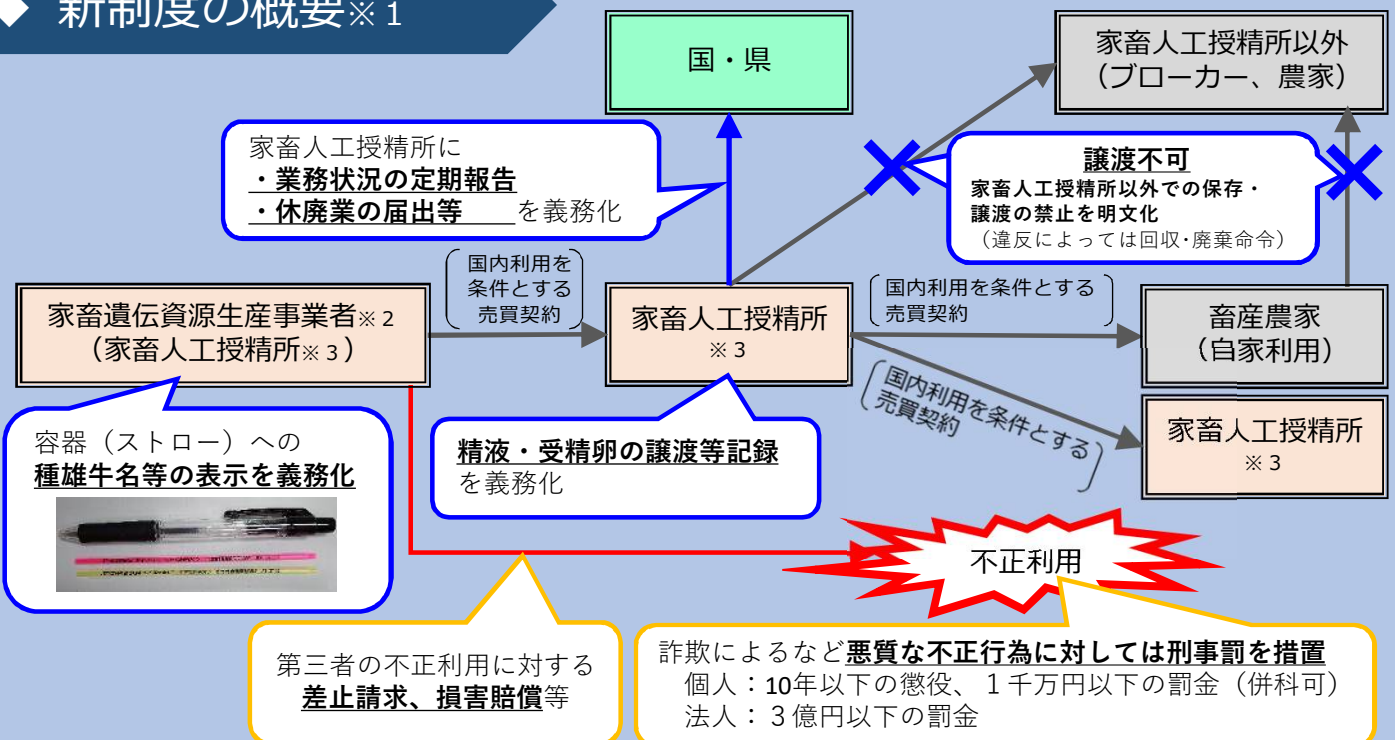 ◆ 新制度の概要※1
国・県
家畜人工授精所以外
（ブローカー、農家）
家畜人工授精所に
・業務状況の定期報告
・休廃業の届出等　を義務化
譲渡不可
家畜人工授精所以外での保存・
譲渡の禁止を明文化
（違反によっては回収・廃棄命令）
国内利用を
条件とする
売買契約
国内利用を条件とする
売買契約
家畜遺伝資源生産事業者※2
（家畜人工授精所※3）
家畜人工授精所
※3
畜産農家
（自家利用）
国内利用を条件とする
売買契約
家畜人工授精所
※3
容器（ストロー）への
種雄牛名等の表示を義務化
精液・受精卵の譲渡等記録
を義務化
不正利用
第三者の不正利用に対する
差止請求、損害賠償等
詐欺によるなど悪質な不正行為に対しては刑事罰を措置
個人：10年以下の懲役、１千万円以下の罰金（併科可）
法人：３億円以下の罰金